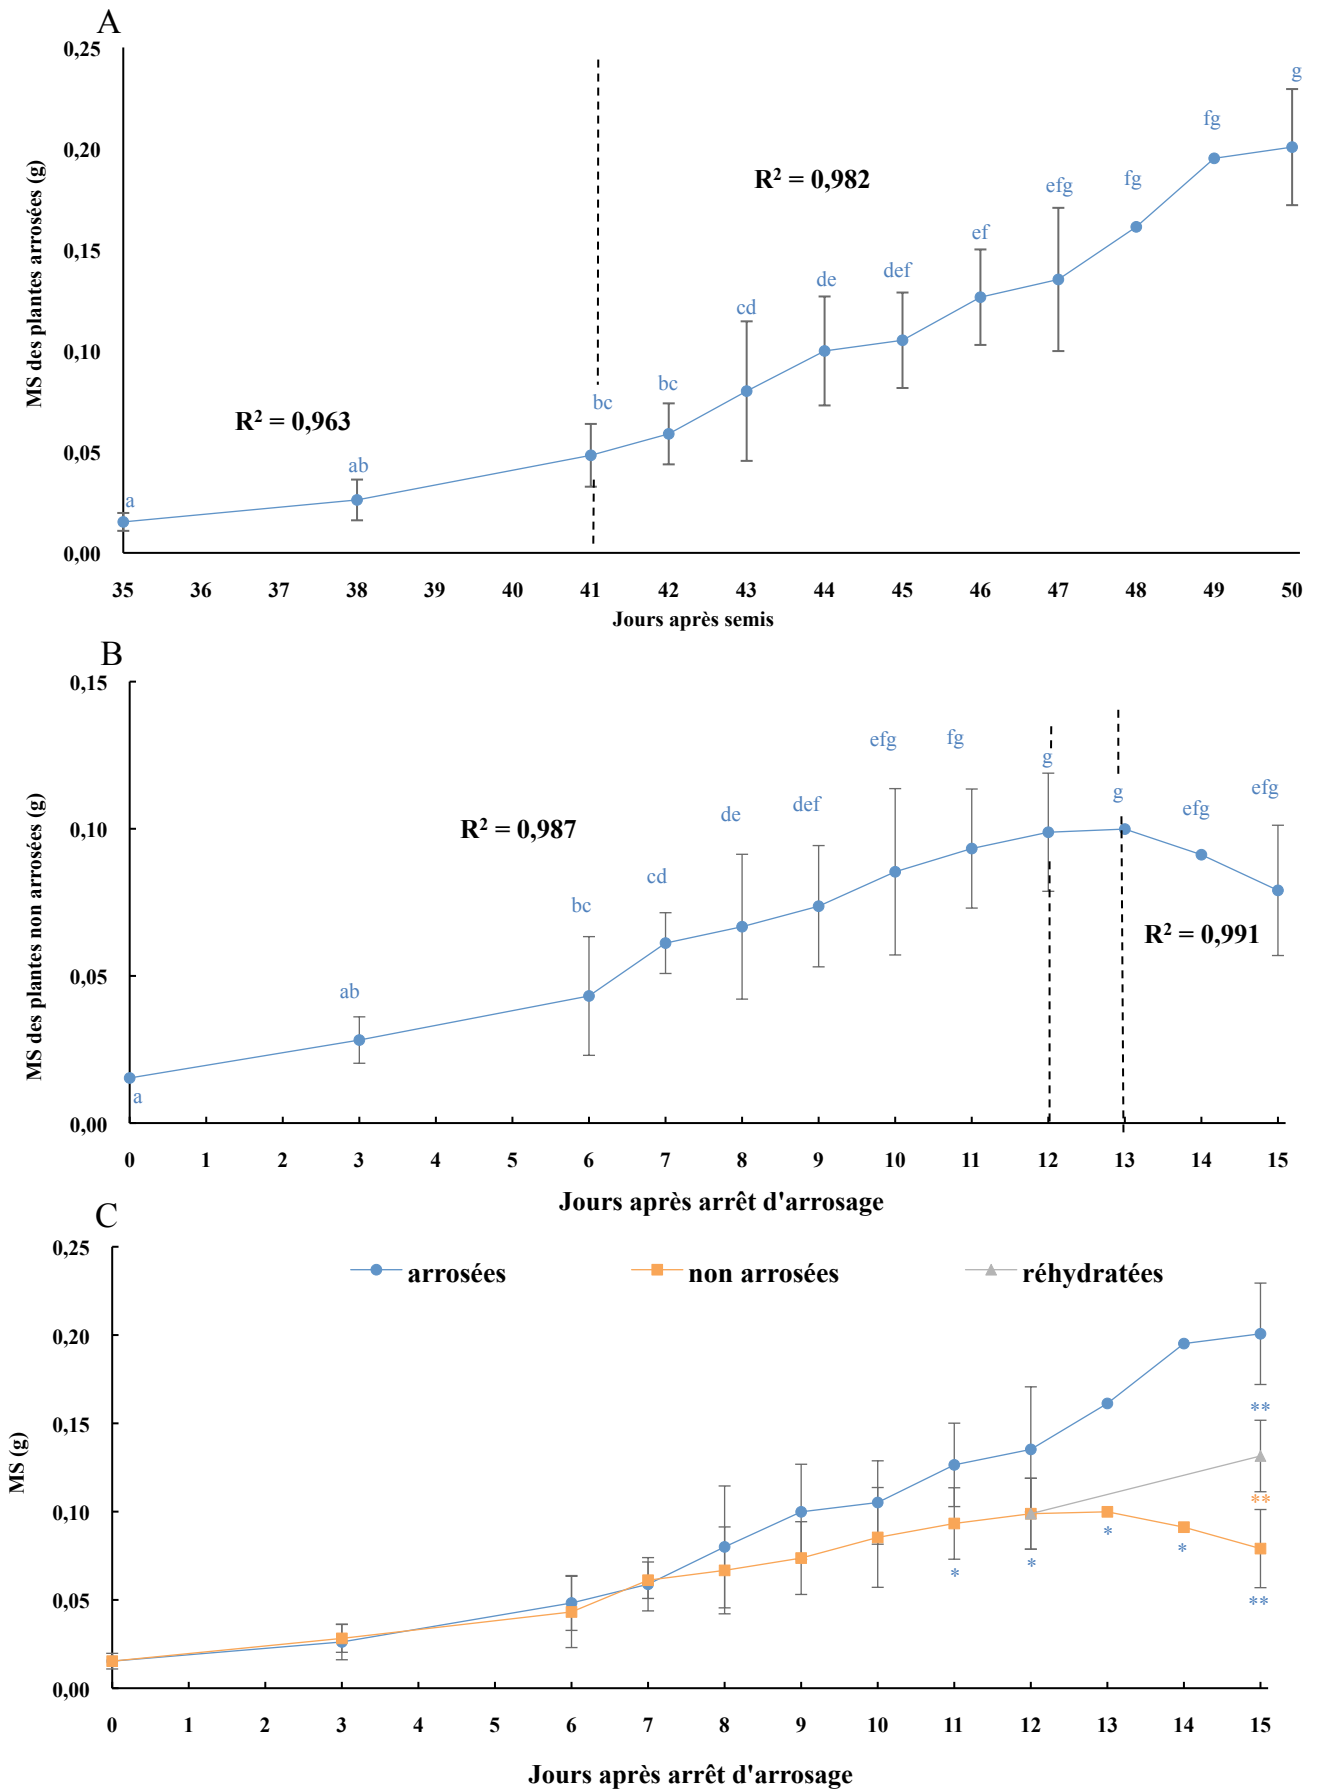 A
0,25
0,20
0,15
0,10
0,05
0,00
MS des plantes arrosées (g)
R² = 0,963
R² = 0,982
a
ab
bc
bc
cd
de
def
ef
efg
fg
fg
g
35 36 37 38 39 40 41 42 43 44 45 46 47 48 49 50
Jours après semis
B
0,15
0,10
0,05
0,00
MS des plantes non arrosées (g)
R² = 0,987
R² = 0,991
a
ab
bc
cd
de
def
efg
fg
g
g
efg
efg
0 1 2 3 4 5 6 7 8 9 10 11 12 13 14 15
Jours après arrêt d'arrosage
C
0,25
0,20
0,15
0,10
0,05
0,00
MS (g)
arrosées non arrosées réhydratées
**
**
* * * * **
0 1 2 3 4 5 6 7 8 9 10 11 12 13 14 15
Jours après arrêt d'arrosage